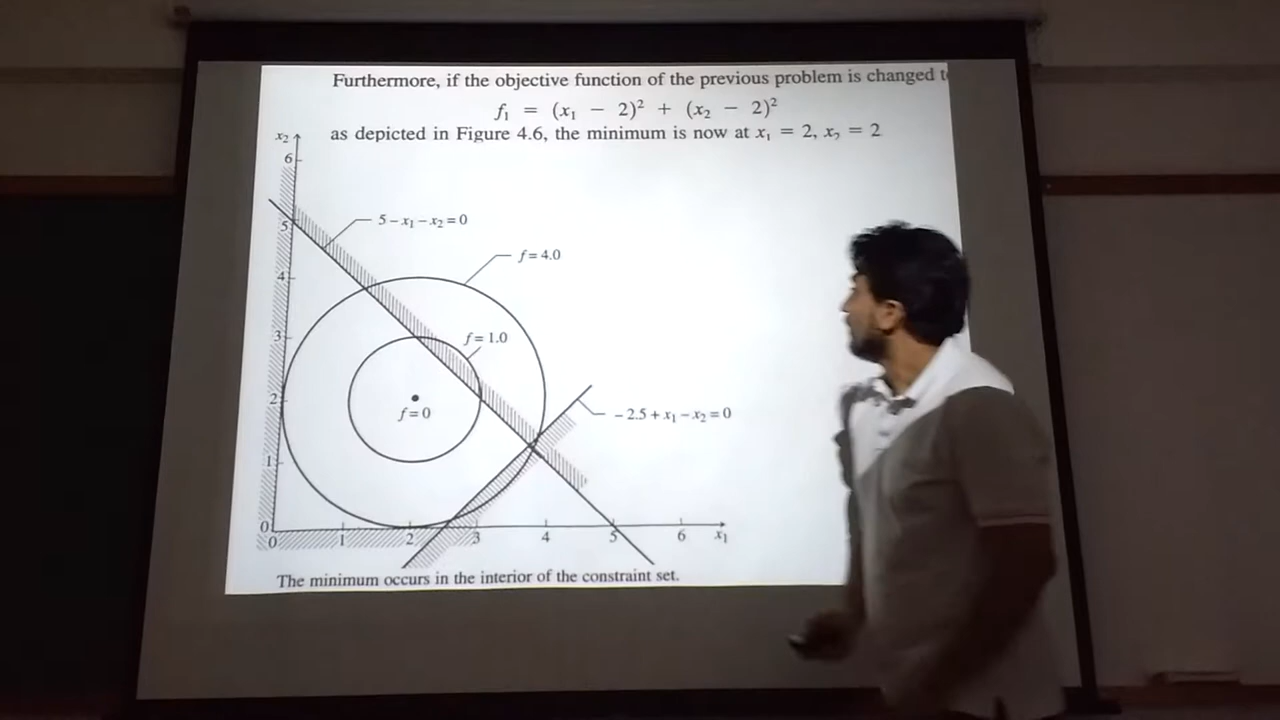 Furthermore, if the objective function of the previous problem is changed
f₁ = (x₁ − 2)² + (x₂ − 2)²
as depicted in Figure 4.6, the minimum is now at x₁ = 2, x₂ = 2
x₂
6
5 − x₁ − x₂ = 0
5
f = 4.0
4
3
f = 1.0
2
f = 0
− 2.5 + x₁ − x₂ = 0
1
0
0 1 2 3 4 5 6 x₁
The minimum occurs in the interior of the constraint set.